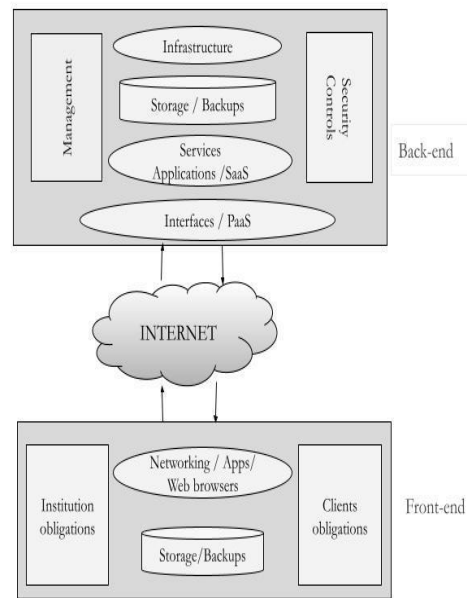 Infrastructure
Management
Storage / Backups
Security
Controls
Services
Applications /SaaS
Interfaces / PaaS
Back-end
INTERNET
Networking / Apps/
Web browsers
Institution
obligations
Clients
obligations
Storage/Backups
Front-end